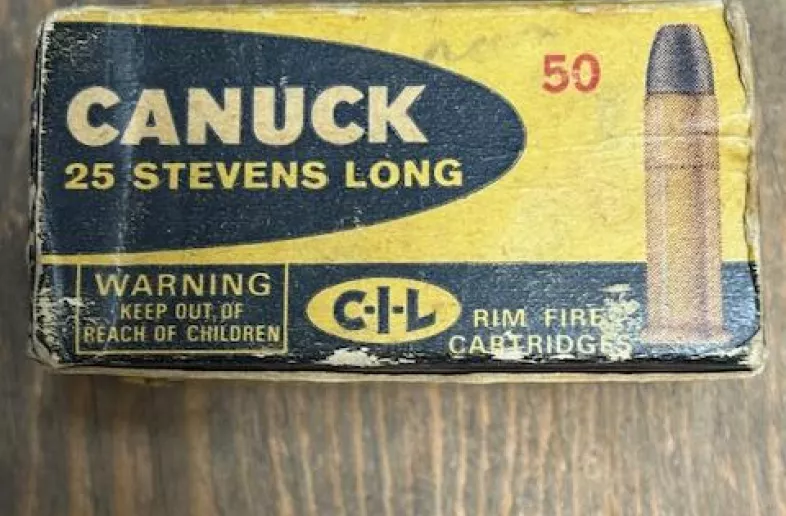 CANUCK
25 STEVENS LONG
50
WARNING
KEEP OUT OF
REACH OF CHILDREN
C-I-L
RIM FIRE
CARTRIDGES